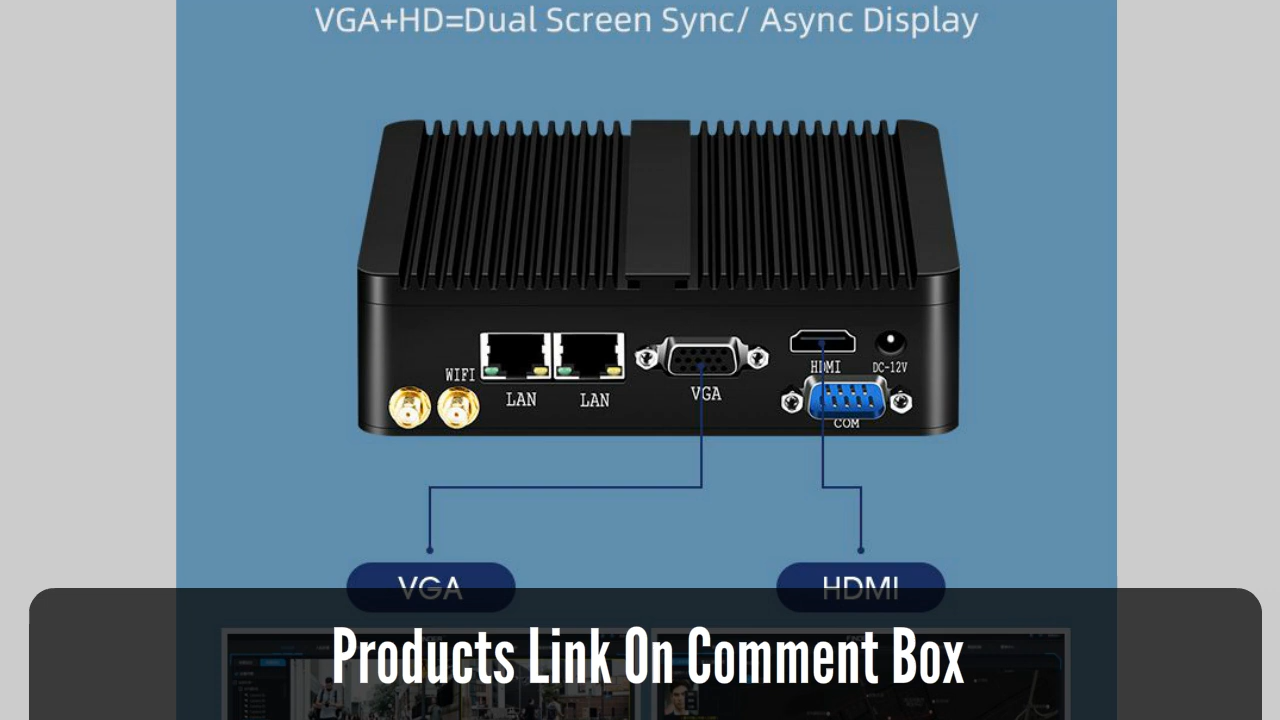 VGA+HD=Dual Screen Sync/ Async Display
WIFI
LAN
LAN
VGA
HDMI
DC-12V
COM
VGA
HDMI
Products Link On Comment Box